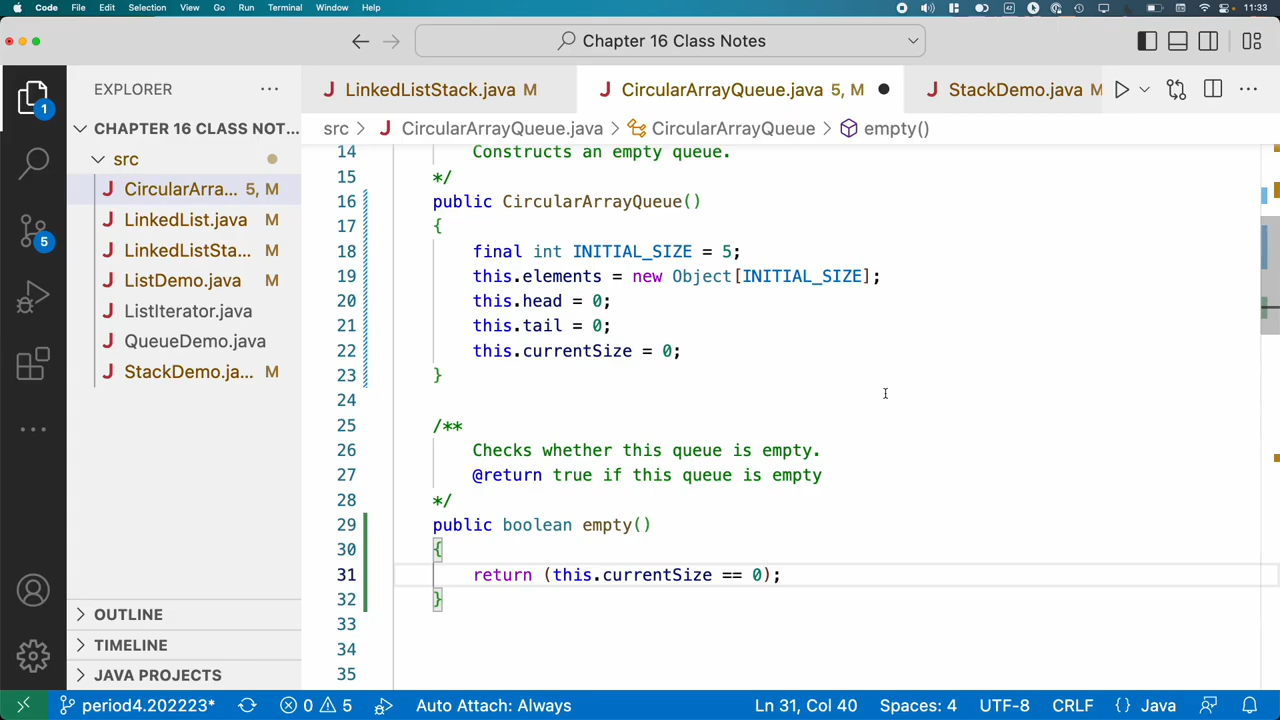 Code File Edit Selection View Go Run Terminal Window Help 11:33
Chapter 16 Class Notes
EXPLORER
LinkedListStack.java M
CircularArrayQueue.java 5, M
StackDemo.java M
src > CircularArrayQueue.java > CircularArrayQueue > empty()
1
5
CHAPTER 16 CLASS NOT...
src
CircularArra... 5, M
LinkedList.java M
LinkedListSta... M
ListDemo.java M
ListIterator.java
QueueDemo.java
StackDemo.ja... M
OUTLINE
TIMELINE
JAVA PROJECTS
14 Constructs an empty queue.
15 */
16 public CircularArrayQueue()
17 {
18 final int INITIAL_SIZE = 5;
19 this.elements = new Object[INITIAL_SIZE];
20 this.head = 0;
21 this.tail = 0;
22 this.currentSize = 0;
23 }
24
25 /**
26 Checks whether this queue is empty.
27 @return true if this queue is empty
28 */
29 public boolean empty()
30 {
31 return (this.currentSize == 0);
32 }
33
34
35
period4.202223* 0 5 Auto Attach: Always Ln 31, Col 40 Spaces: 4 UTF-8 CRLF {} Java